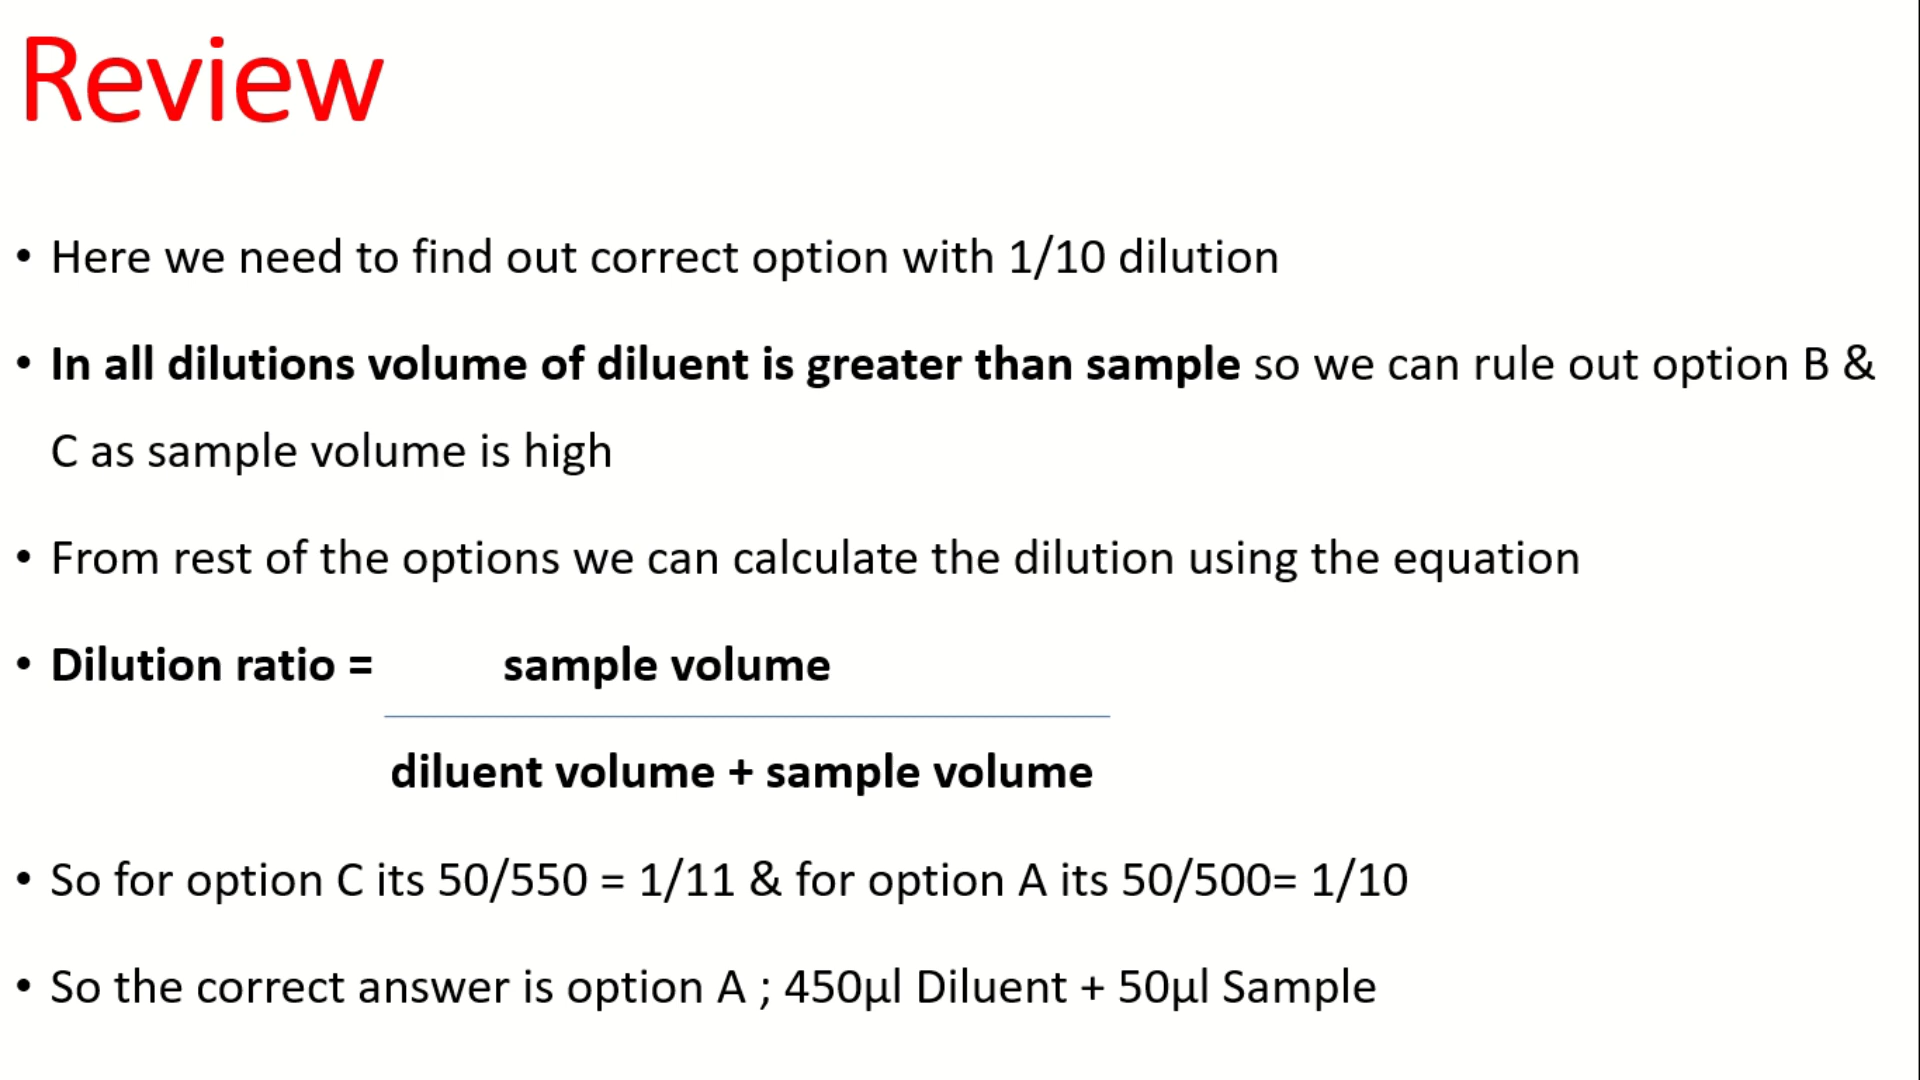 Review
• Here we need to find out correct option with 1/10 dilution
• In all dilutions volume of diluent is greater than sample so we can rule out option B &
C as sample volume is high
• From rest of the options we can calculate the dilution using the equation
• Dilution ratio = sample volume
diluent volume + sample volume
• So for option C its 50/550 = 1/11 & for option A its 50/500= 1/10
• So the correct answer is option A ; 450µl Diluent + 50µl Sample